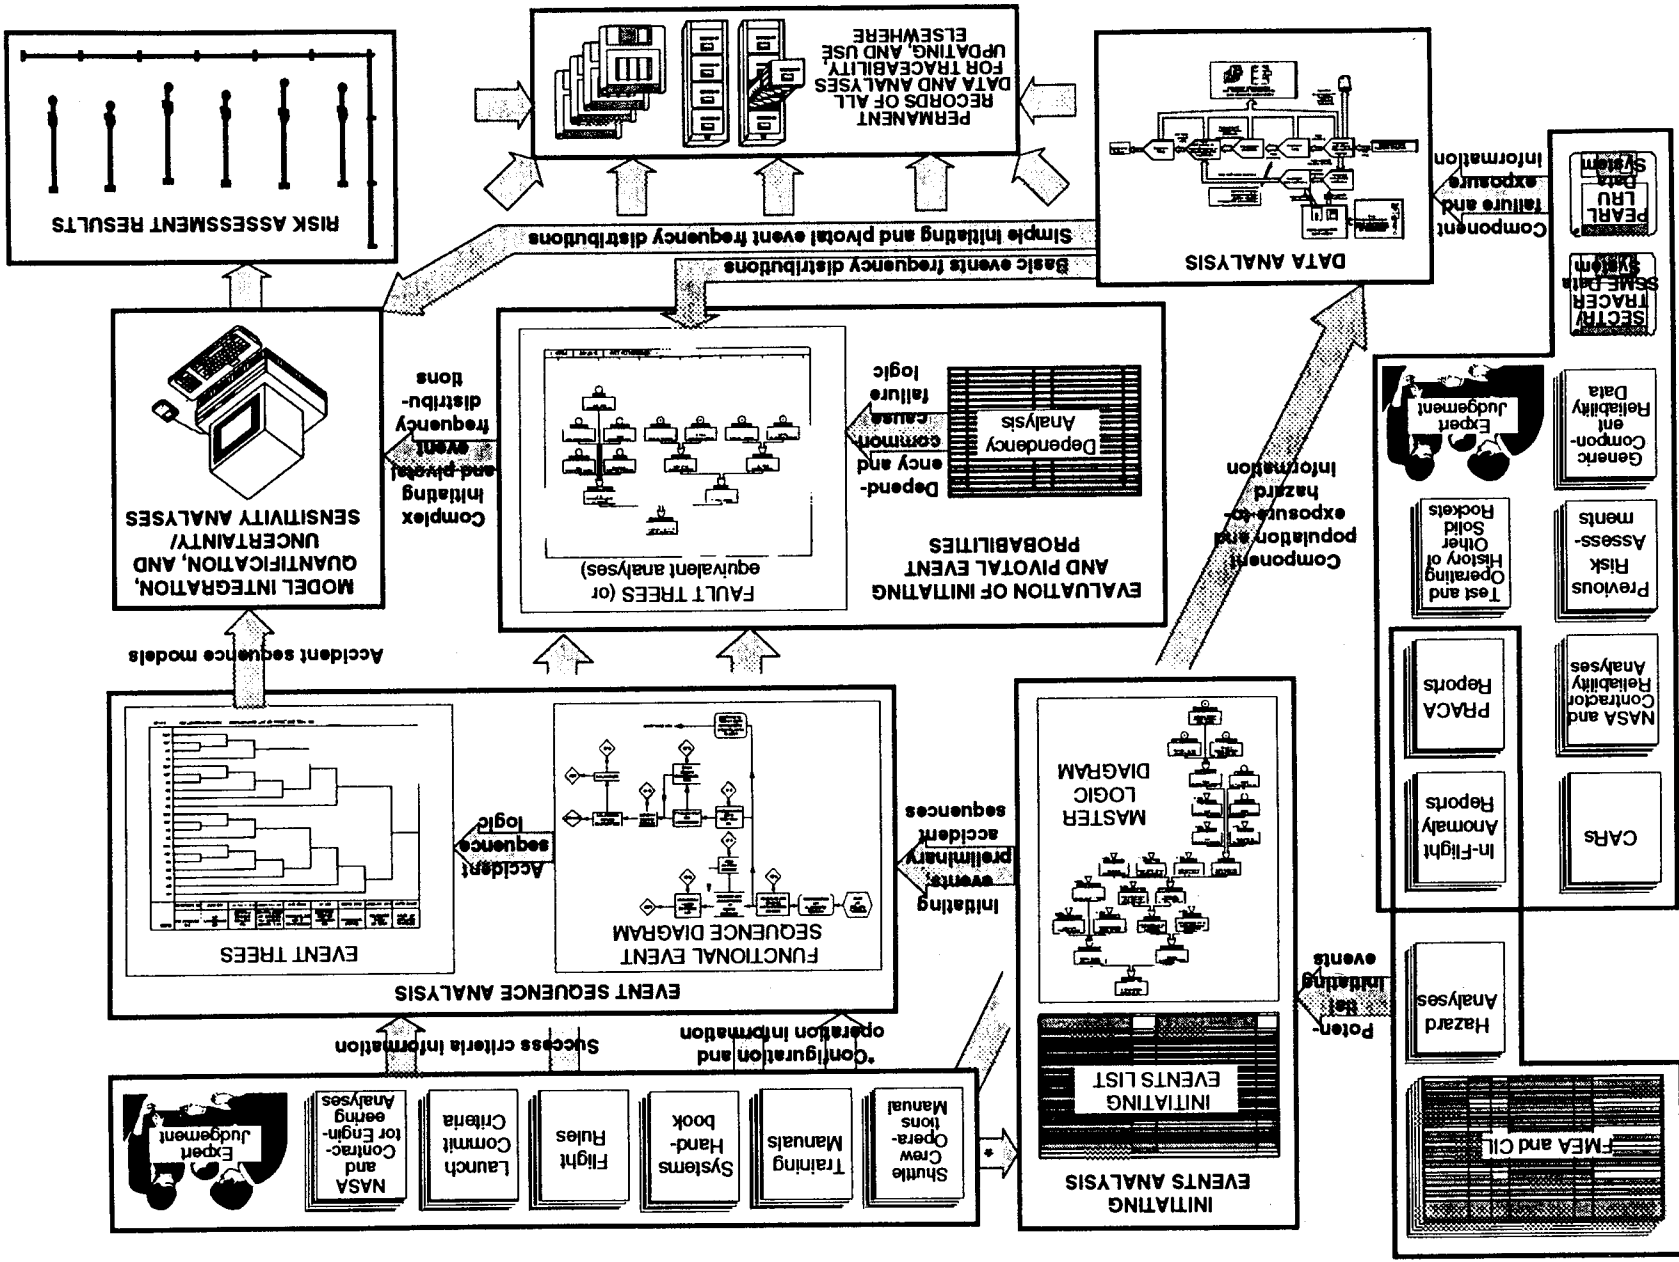 FMEA and CIL
Hazard
Analyses
In-Flight
Anomaly
Reports
PRACA
Reports
CARs
NASA and
Contractor
Reliability
Analyses
Previous
Risk
Assess-
ments
Test and
Operating
History of
Other
Solid
Rockets
Generic
Compon-
ent
Reliability
Data
Expert
Judgement
SECTR/
TRACER
SSME Data
System
PEARL
LRU
Data
System
Poten-
tial
initiating
events
INITIATING
EVENTS ANALYSIS
INITIATING
EVENTS LIST
MASTER
LOGIC
DIAGRAM
*
Shuttle
Crew
Opera-
tions
Manual
Training
Manuals
Systems
Hand-
book
Flight
Rules
Launch
Commit
Criteria
NASA
and
Contrac-
tor Engin-
eering
Analyses
Expert
Judgement
*Configuration and
operation information
Success criteria information
Initiating
events,
preliminary
accident
sequences
EVENT SEQUENCE ANALYSIS
FUNCTIONAL EVENT
SEQUENCE DIAGRAM
Accident
sequence
logic
EVENT TREES
Accident sequence models
Component
population and
exposure-to-
hazard
information
EVALUATION OF INITIATING
AND PIVOTAL EVENT
PROBABILITIES
Dependency
Analysis
Depend-
ency and
common-
cause
failure
logic
FAULT TREES (or
equivalent analyses)
Complex
initiating
and pivotal
event
frequency
distribu-
tions
MODEL INTEGRATION,
QUANTIFICATION, AND
UNCERTAINTY/
SENSITIVITY ANALYSES
Component
failure and
exposure
information
DATA ANALYSIS
Basic events frequency distributions
Simple initiating and pivotal event frequency distributions
RISK ASSESSMENT RESULTS
PERMANENT
RECORDS OF ALL
DATA AND ANALYSES
FOR TRACEABILITY,
UPDATING, AND USE
ELSEWHERE